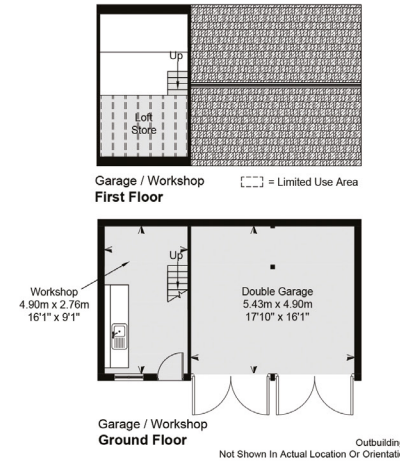 Up
Loft
Store
Garage / Workshop
= Limited Use Area
First Floor
Up
Workshop
4.90m x 2.76m
16'1" x 9'1"
Double Garage
5.43m x 4.90m
17'10" x 16'1"
Garage / Workshop
Ground Floor
Outbuilding
Not Shown In Actual Location Or Orientatio